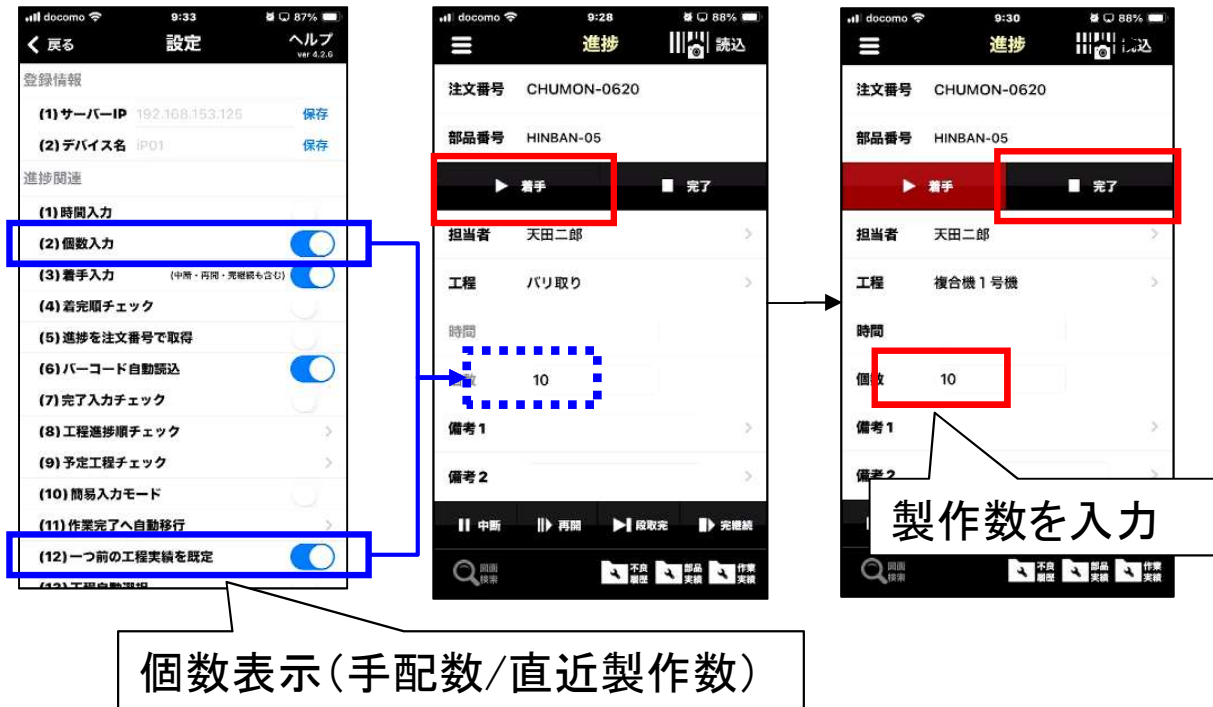 docomo 9:33 87%
戻る 設定 ヘルプ
ver 4.2.6
登録情報
(1)サーバーIP 192.168.153.126 保存
(2)デバイス名 iP01 保存
進捗関連
(1)時間入力
(2)個数入力
(3)着手入力 (中断・再開・完継続も含む)
(4)着完順チェック
(5)進捗を注文番号で取得
(6)バーコード自動読込
(7)完了入力チェック
(8)工程進捗順チェック
(9)予定工程チェック
(10)簡易入力モード
(11)作業完了へ自動移行
(12)一つ前の工程実績を既定
(13)工程自動選択
docomo 9:28 88%
進捗 読込
注文番号 CHUMON-0620
部品番号 HINBAN-05
着手 完了
担当者 天田二郎
工程 バリ取り
時間
個数 10
備考1
備考2
中断 再開 段取完 完継続
図面検索 不良履歴 部品実績 作業実績
docomo 9:30 88%
進捗 込
注文番号 CHUMON-0620
部品番号 HINBAN-05
着手 完了
担当者 天田二郎
工程 複合機1号機
時間
個数 10
備考1
備考2
図面検索 不良履歴 部品実績 作業実績
製作数を入力
個数表示(手配数/直近製作数)